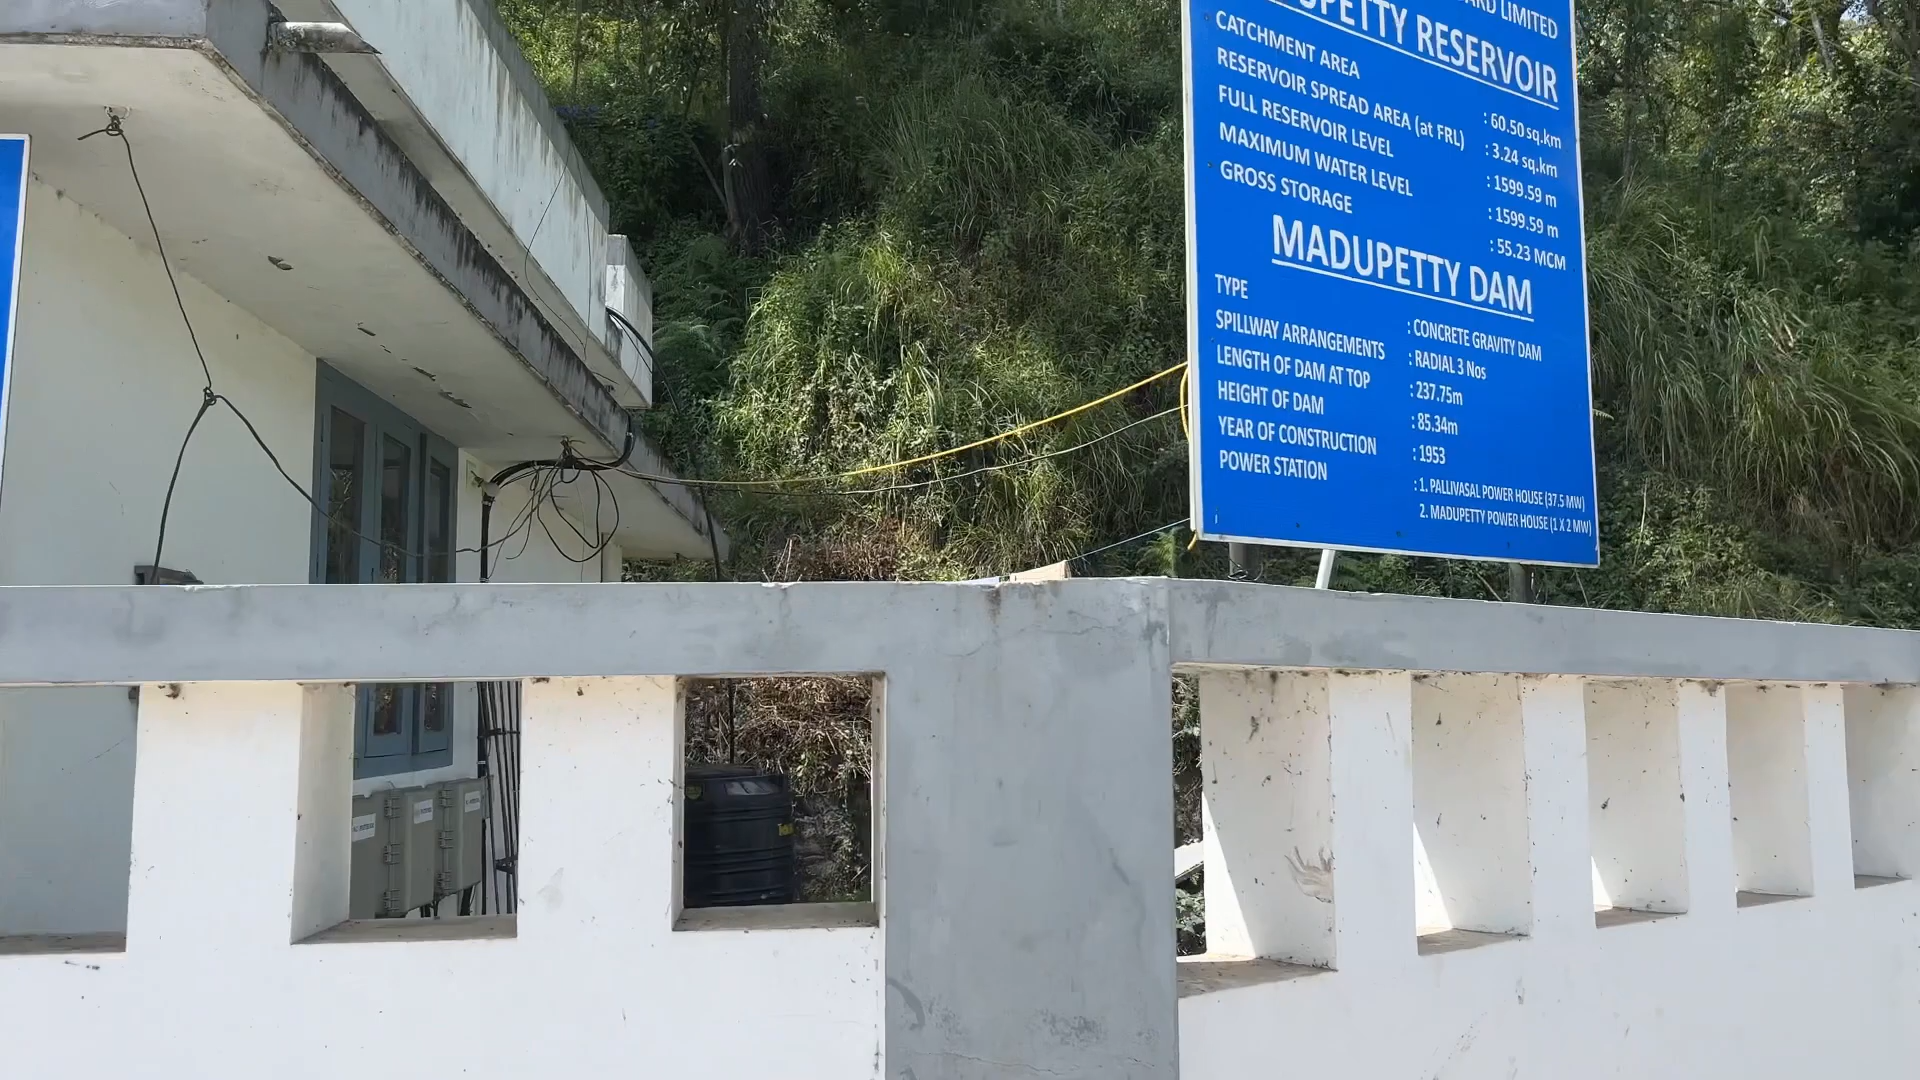 ARD LIMITED
UPETTY RESERVOIR
CATCHMENT AREA : 60.50 sq.km
RESERVOIR SPREAD AREA (at FRL) : 3.24 sq.km
FULL RESERVOIR LEVEL : 1599.59 m
MAXIMUM WATER LEVEL : 1599.59 m
GROSS STORAGE : 55.23 MCM
MADUPETTY DAM
TYPE : CONCRETE GRAVITY DAM
SPILLWAY ARRANGEMENTS : RADIAL 3 Nos
LENGTH OF DAM AT TOP : 237.75m
HEIGHT OF DAM : 85.34m
YEAR OF CONSTRUCTION : 1953
POWER STATION : 1. PALLIVASAL POWER HOUSE (37.5 MW)
2. MADUPETTY POWER HOUSE (1 X 2 MW)